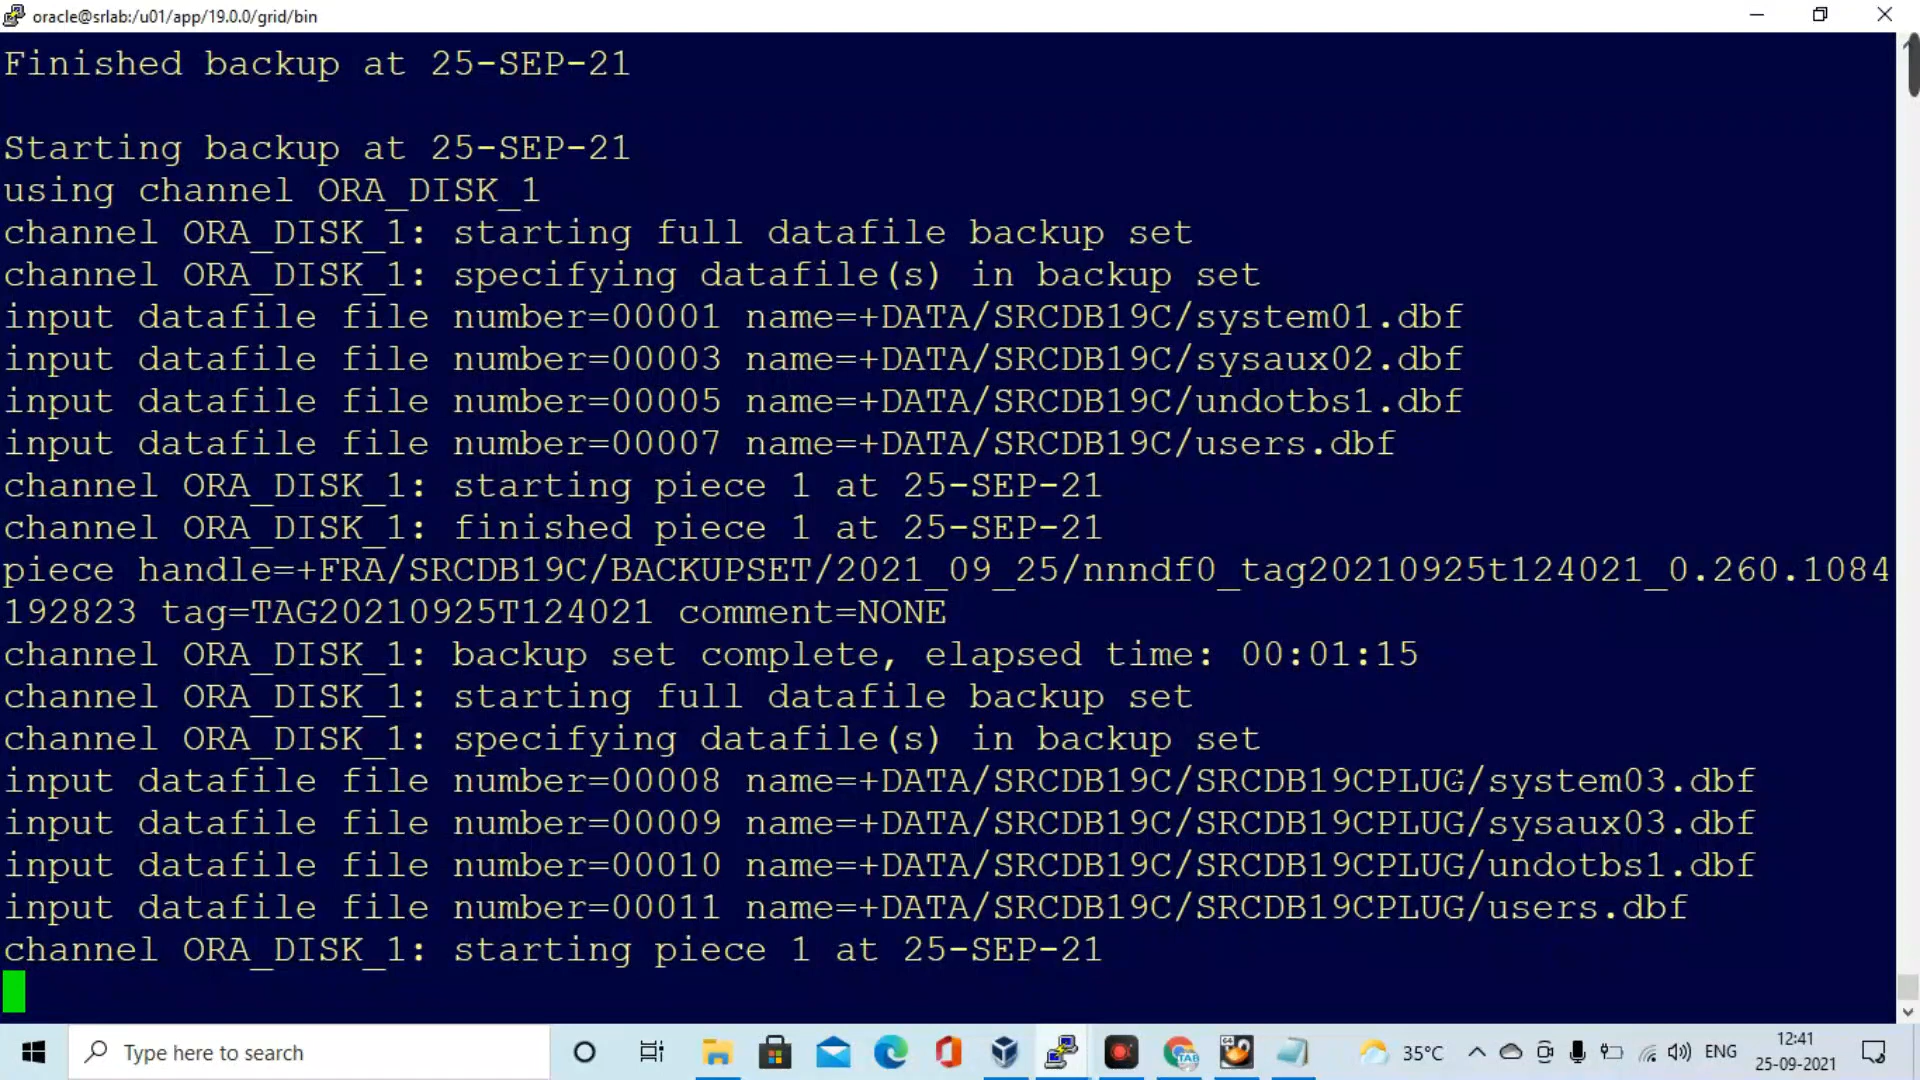 oracle@srlab:/u01/app/19.0.0/grid/bin
Finished backup at 25-SEP-21
Starting backup at 25-SEP-21
using channel ORA_DISK_1
channel ORA_DISK_1: starting full datafile backup set
channel ORA_DISK_1: specifying datafile(s) in backup set
input datafile file number=00001 name=+DATA/SRCDB19C/system01.dbf
input datafile file number=00003 name=+DATA/SRCDB19C/sysaux02.dbf
input datafile file number=00005 name=+DATA/SRCDB19C/undotbs1.dbf
input datafile file number=00007 name=+DATA/SRCDB19C/users.dbf
channel ORA_DISK_1: starting piece 1 at 25-SEP-21
channel ORA_DISK_1: finished piece 1 at 25-SEP-21
piece handle=+FRA/SRCDB19C/BACKUPSET/2021_09_25/nnndf0_tag20210925t124021_0.260.1084
192823 tag=TAG20210925T124021 comment=NONE
channel ORA_DISK_1: backup set complete, elapsed time: 00:01:15
channel ORA_DISK_1: starting full datafile backup set
channel ORA_DISK_1: specifying datafile(s) in backup set
input datafile file number=00008 name=+DATA/SRCDB19C/SRCDB19CPLUG/system03.dbf
input datafile file number=00009 name=+DATA/SRCDB19C/SRCDB19CPLUG/sysaux03.dbf
input datafile file number=00010 name=+DATA/SRCDB19C/SRCDB19CPLUG/undotbs1.dbf
input datafile file number=00011 name=+DATA/SRCDB19C/SRCDB19CPLUG/users.dbf
channel ORA_DISK_1: starting piece 1 at 25-SEP-21
Type here to search
TAB
64
35°C
ENG
12:41
25-09-2021